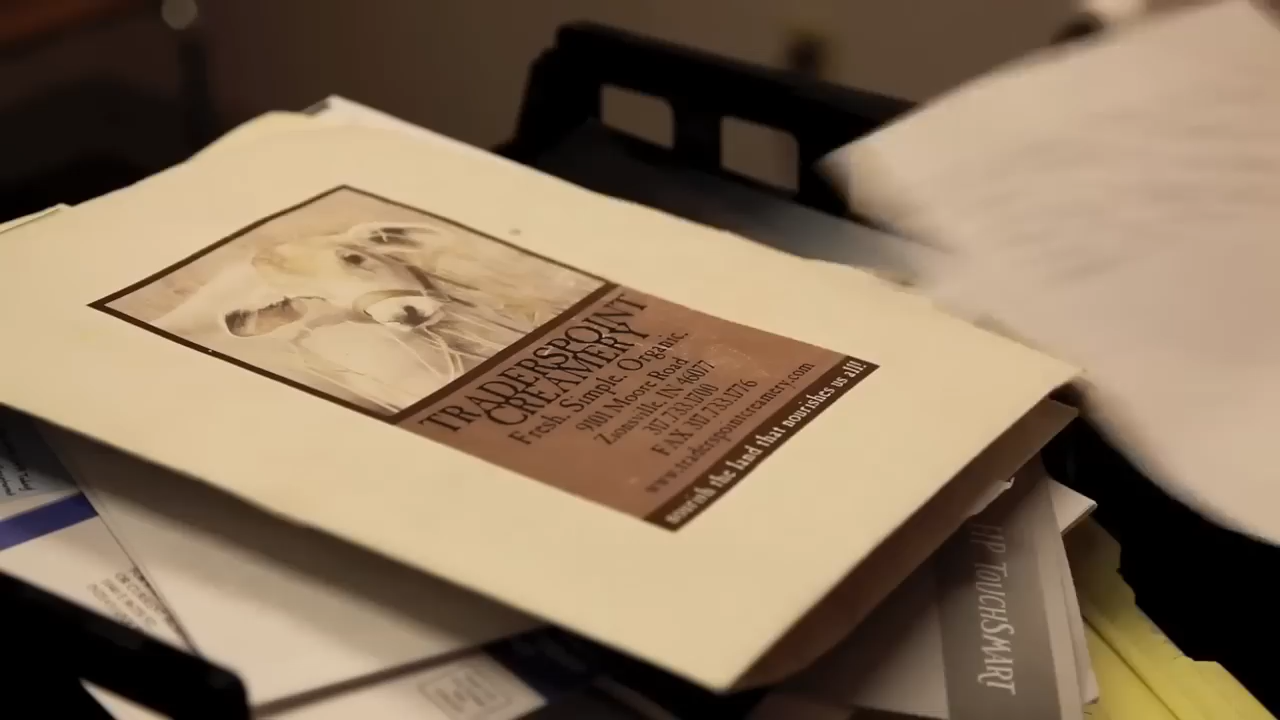 TRADERSPOINT
CREAMERY
Fresh. Simple. Organic.
9101 Moore Road
Zionsville, IN 46077
317.733.1700
FAX 317.733.1776
www.traderspointcreamery.com
nourish the land that nourishes us all!
HP TOUCHSMART